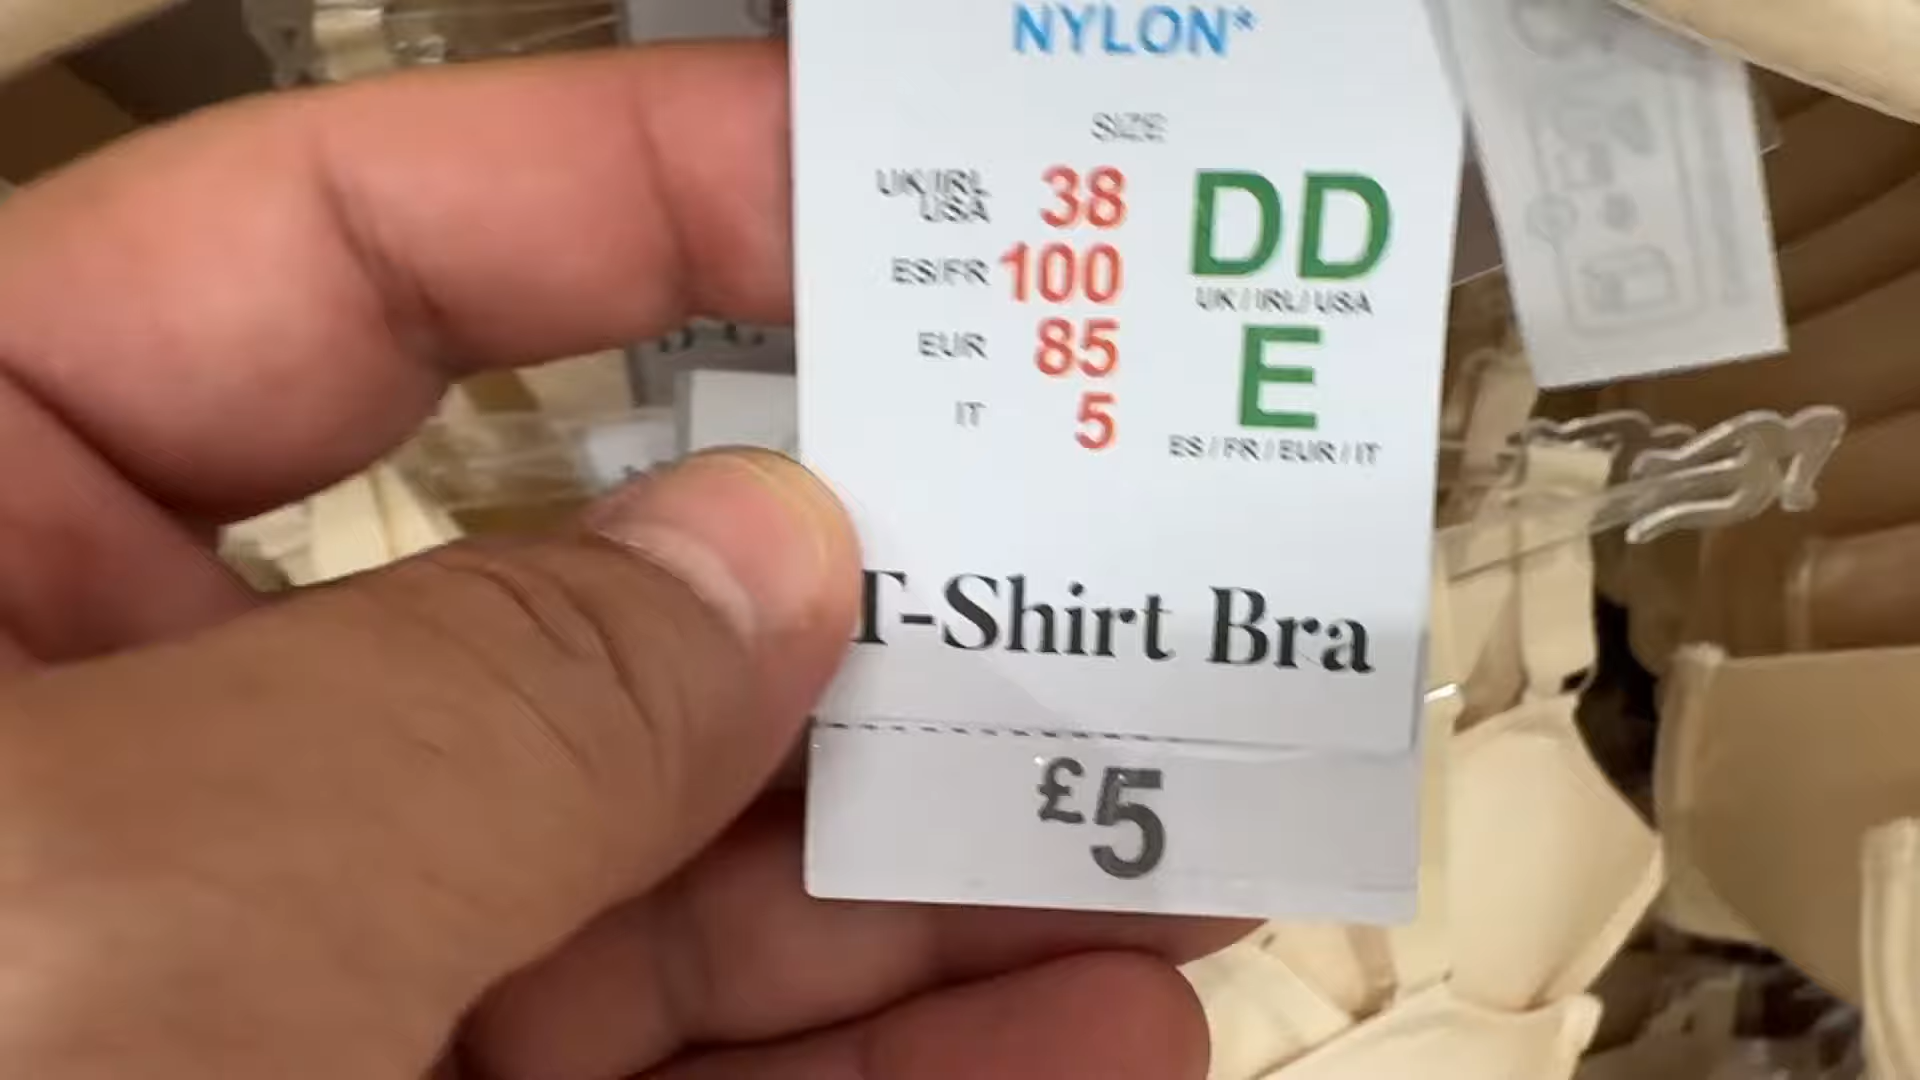 NYLON*
SIZE
UK/IRL
USA
38
DD
UK / IRL / USA
ES/FR 100
EUR 85
E
ES / FR / EUR / IT
IT 5
T-Shirt Bra
£5